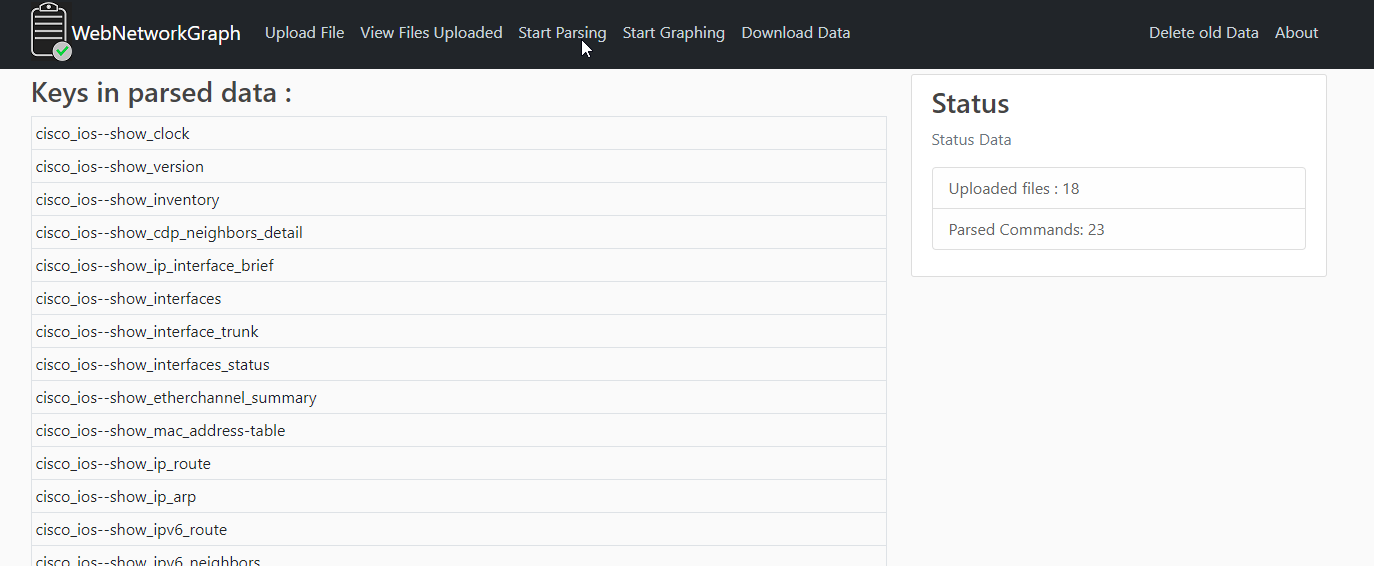 WebNetworkGraph Upload File View Files Uploaded Start Parsing Start Graphing Download Data Delete old Data About
Keys in parsed data :
cisco_ios--show_clock
cisco_ios--show_version
cisco_ios--show_inventory
cisco_ios--show_cdp_neighbors_detail
cisco_ios--show_ip_interface_brief
cisco_ios--show_interfaces
cisco_ios--show_interface_trunk
cisco_ios--show_interfaces_status
cisco_ios--show_etherchannel_summary
cisco_ios--show_mac_address-table
cisco_ios--show_ip_route
cisco_ios--show_ip_arp
cisco_ios--show_ipv6_route
cisco_ios--show_ipv6_neighbors
Status
Status Data
Uploaded files : 18
Parsed Commands: 23